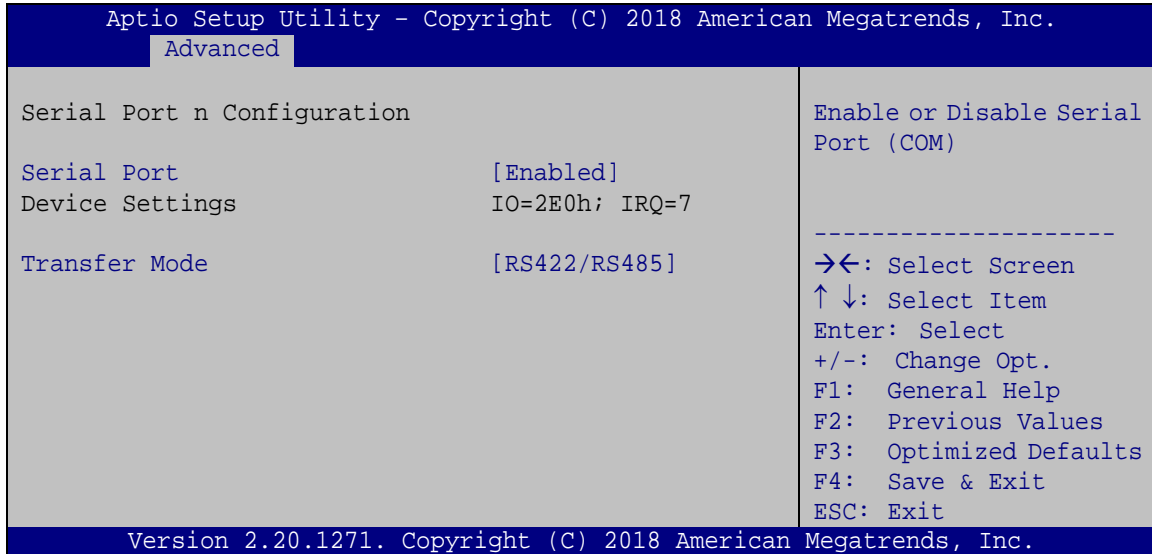 Aptio Setup Utility – Copyright (C) 2018 American Megatrends, Inc.
Advanced
Serial Port n Configuration
Serial Port [Enabled]
Device Settings IO=2E0h; IRQ=7
Transfer Mode [RS422/RS485]
Enable or Disable Serial
Port (COM)
---------------------
→←: Select Screen
↑ ↓: Select Item
Enter: Select
+/-: Change Opt.
F1: General Help
F2: Previous Values
F3: Optimized Defaults
F4: Save & Exit
ESC: Exit
Version 2.20.1271. Copyright (C) 2018 American Megatrends, Inc.